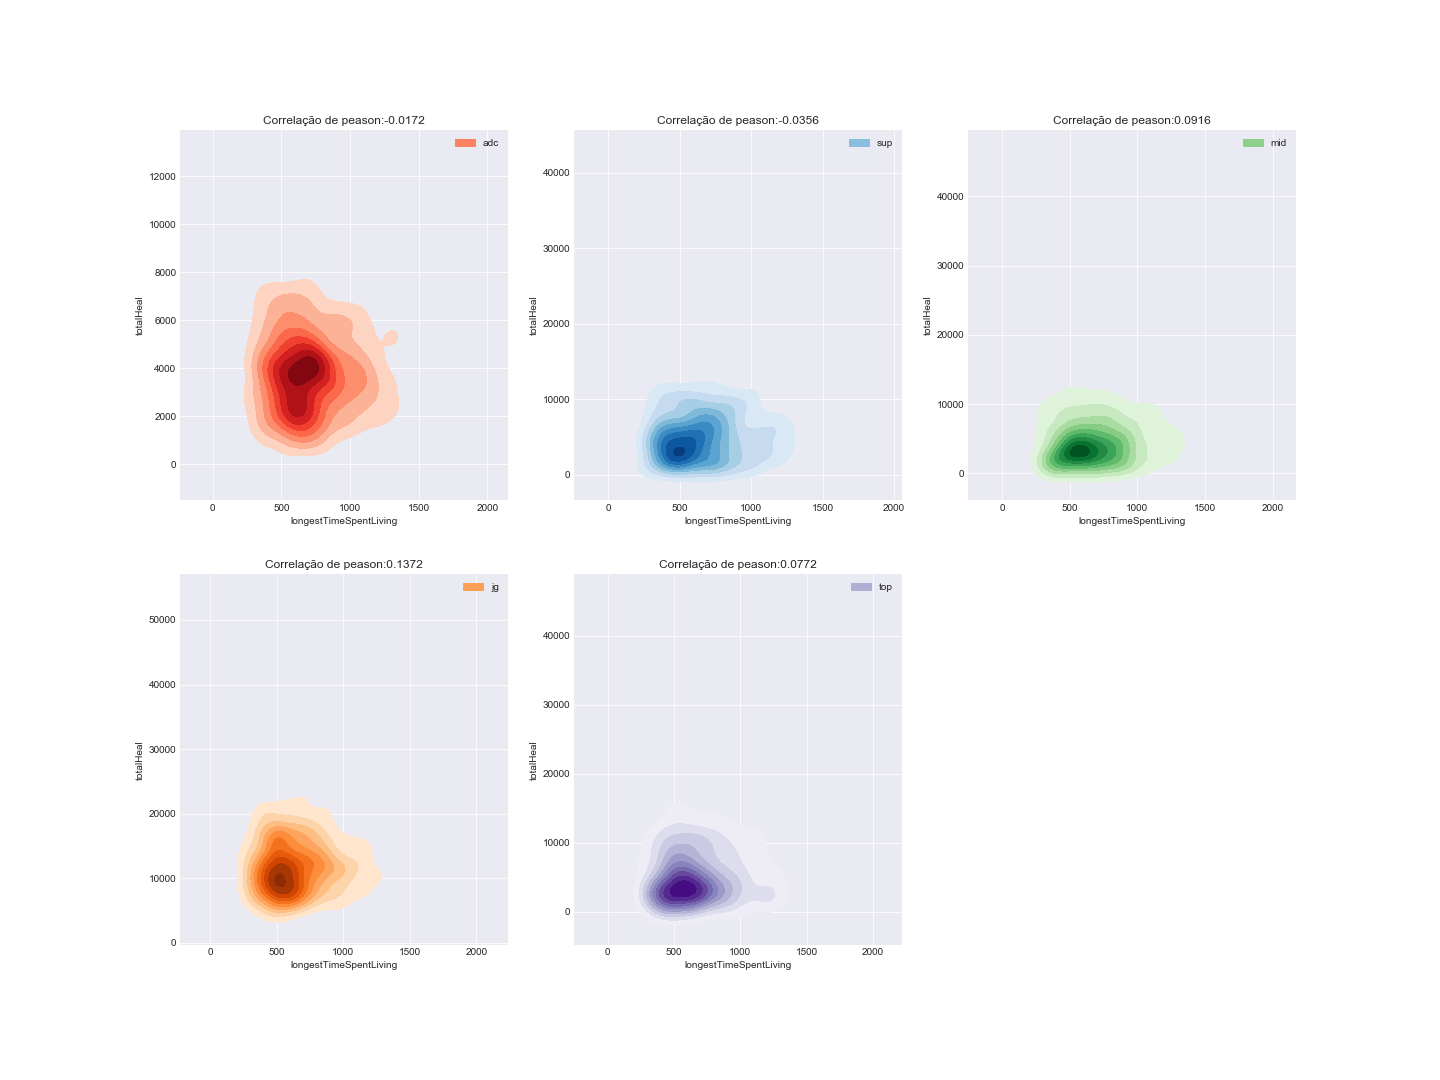 Correlação de peason:-0.0172
adc
12000
10000
8000
6000
4000
2000
0
totalHeal
0 500 1000 1500 2000
longestTimeSpentLiving
Correlação de peason:-0.0356
sup
40000
30000
20000
10000
0
totalHeal
0 500 1000 1500 2000
longestTimeSpentLiving
Correlação de peason:0.0916
mid
40000
30000
20000
10000
0
totalHeal
0 500 1000 1500 2000
longestTimeSpentLiving
Correlação de peason:0.1372
jg
50000
40000
30000
20000
10000
0
totalHeal
0 500 1000 1500 2000
longestTimeSpentLiving
Correlação de peason:0.0772
top
40000
30000
20000
10000
0
totalHeal
0 500 1000 1500 2000
longestTimeSpentLiving